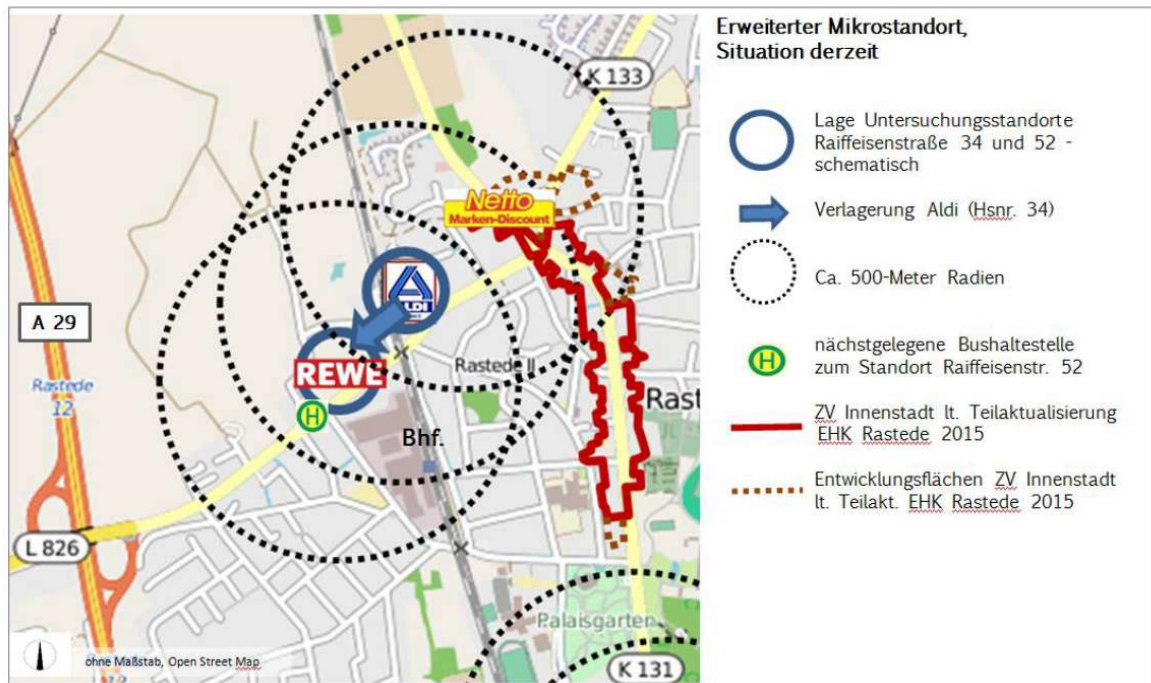 Erweiterter Mikrostandort,
Situation derzeit
Lage Untersuchungsstandorte
Raiffeisenstraße 34 und 52 -
schematisch
Verlagerung Aldi (Hsnr. 34)
Ca. 500-Meter Radien
H
nächstgelegene Bushaltestelle
zum Standort Raiffeisenstr. 52
ZV Innenstadt lt. Teilaktualisierung
EHK Rastede 2015
Entwicklungsflächen ZV Innenstadt
lt. Teilakt. EHK Rastede 2015
K 133
Netto
Marken-Discount
ALDI
A 29
Rastede
12
REWE
Rastede II
Rast
H
Bhf.
L 826
Palaisgarten
K 131
ohne Maßstab, Open Street Map